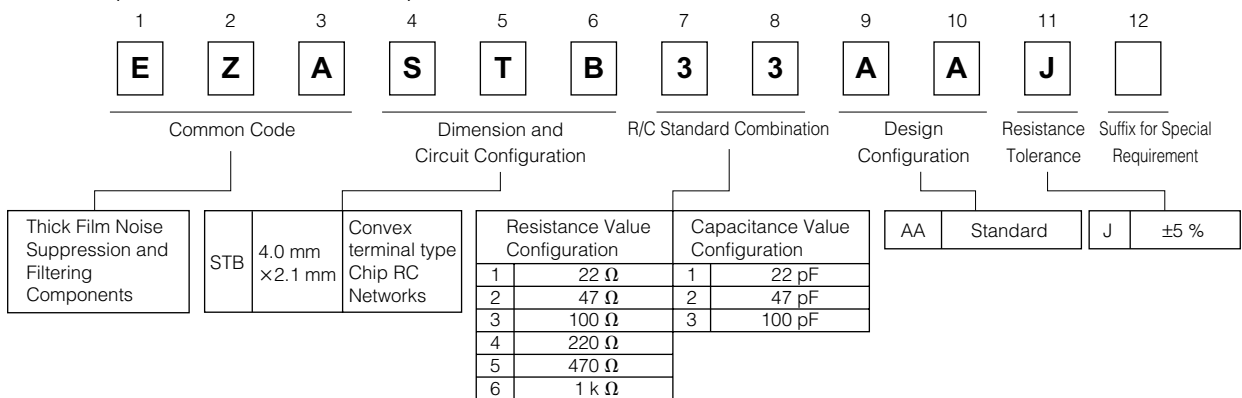 1 2 3 4 5 6 7 8 9 10 11 12
E Z A S T B 3 3 A A J
Common Code
Dimension and
Circuit Configuration
R/C Standard Combination
Design
Configuration
Resistance
Tolerance
Suffix for Special
Requirement
Thick Film Noise
Suppression and
Filtering
Components
STB
4.0 mm
×2.1 mm
Convex
terminal type
Chip RC
Networks
Resistance Value
Configuration
1 22 Ω
2 47 Ω
3 100 Ω
4 220 Ω
5 470 Ω
6 1 k Ω
Capacitance Value
Configuration
1 22 pF
2 47 pF
3 100 pF
AA Standard
J ±5 %